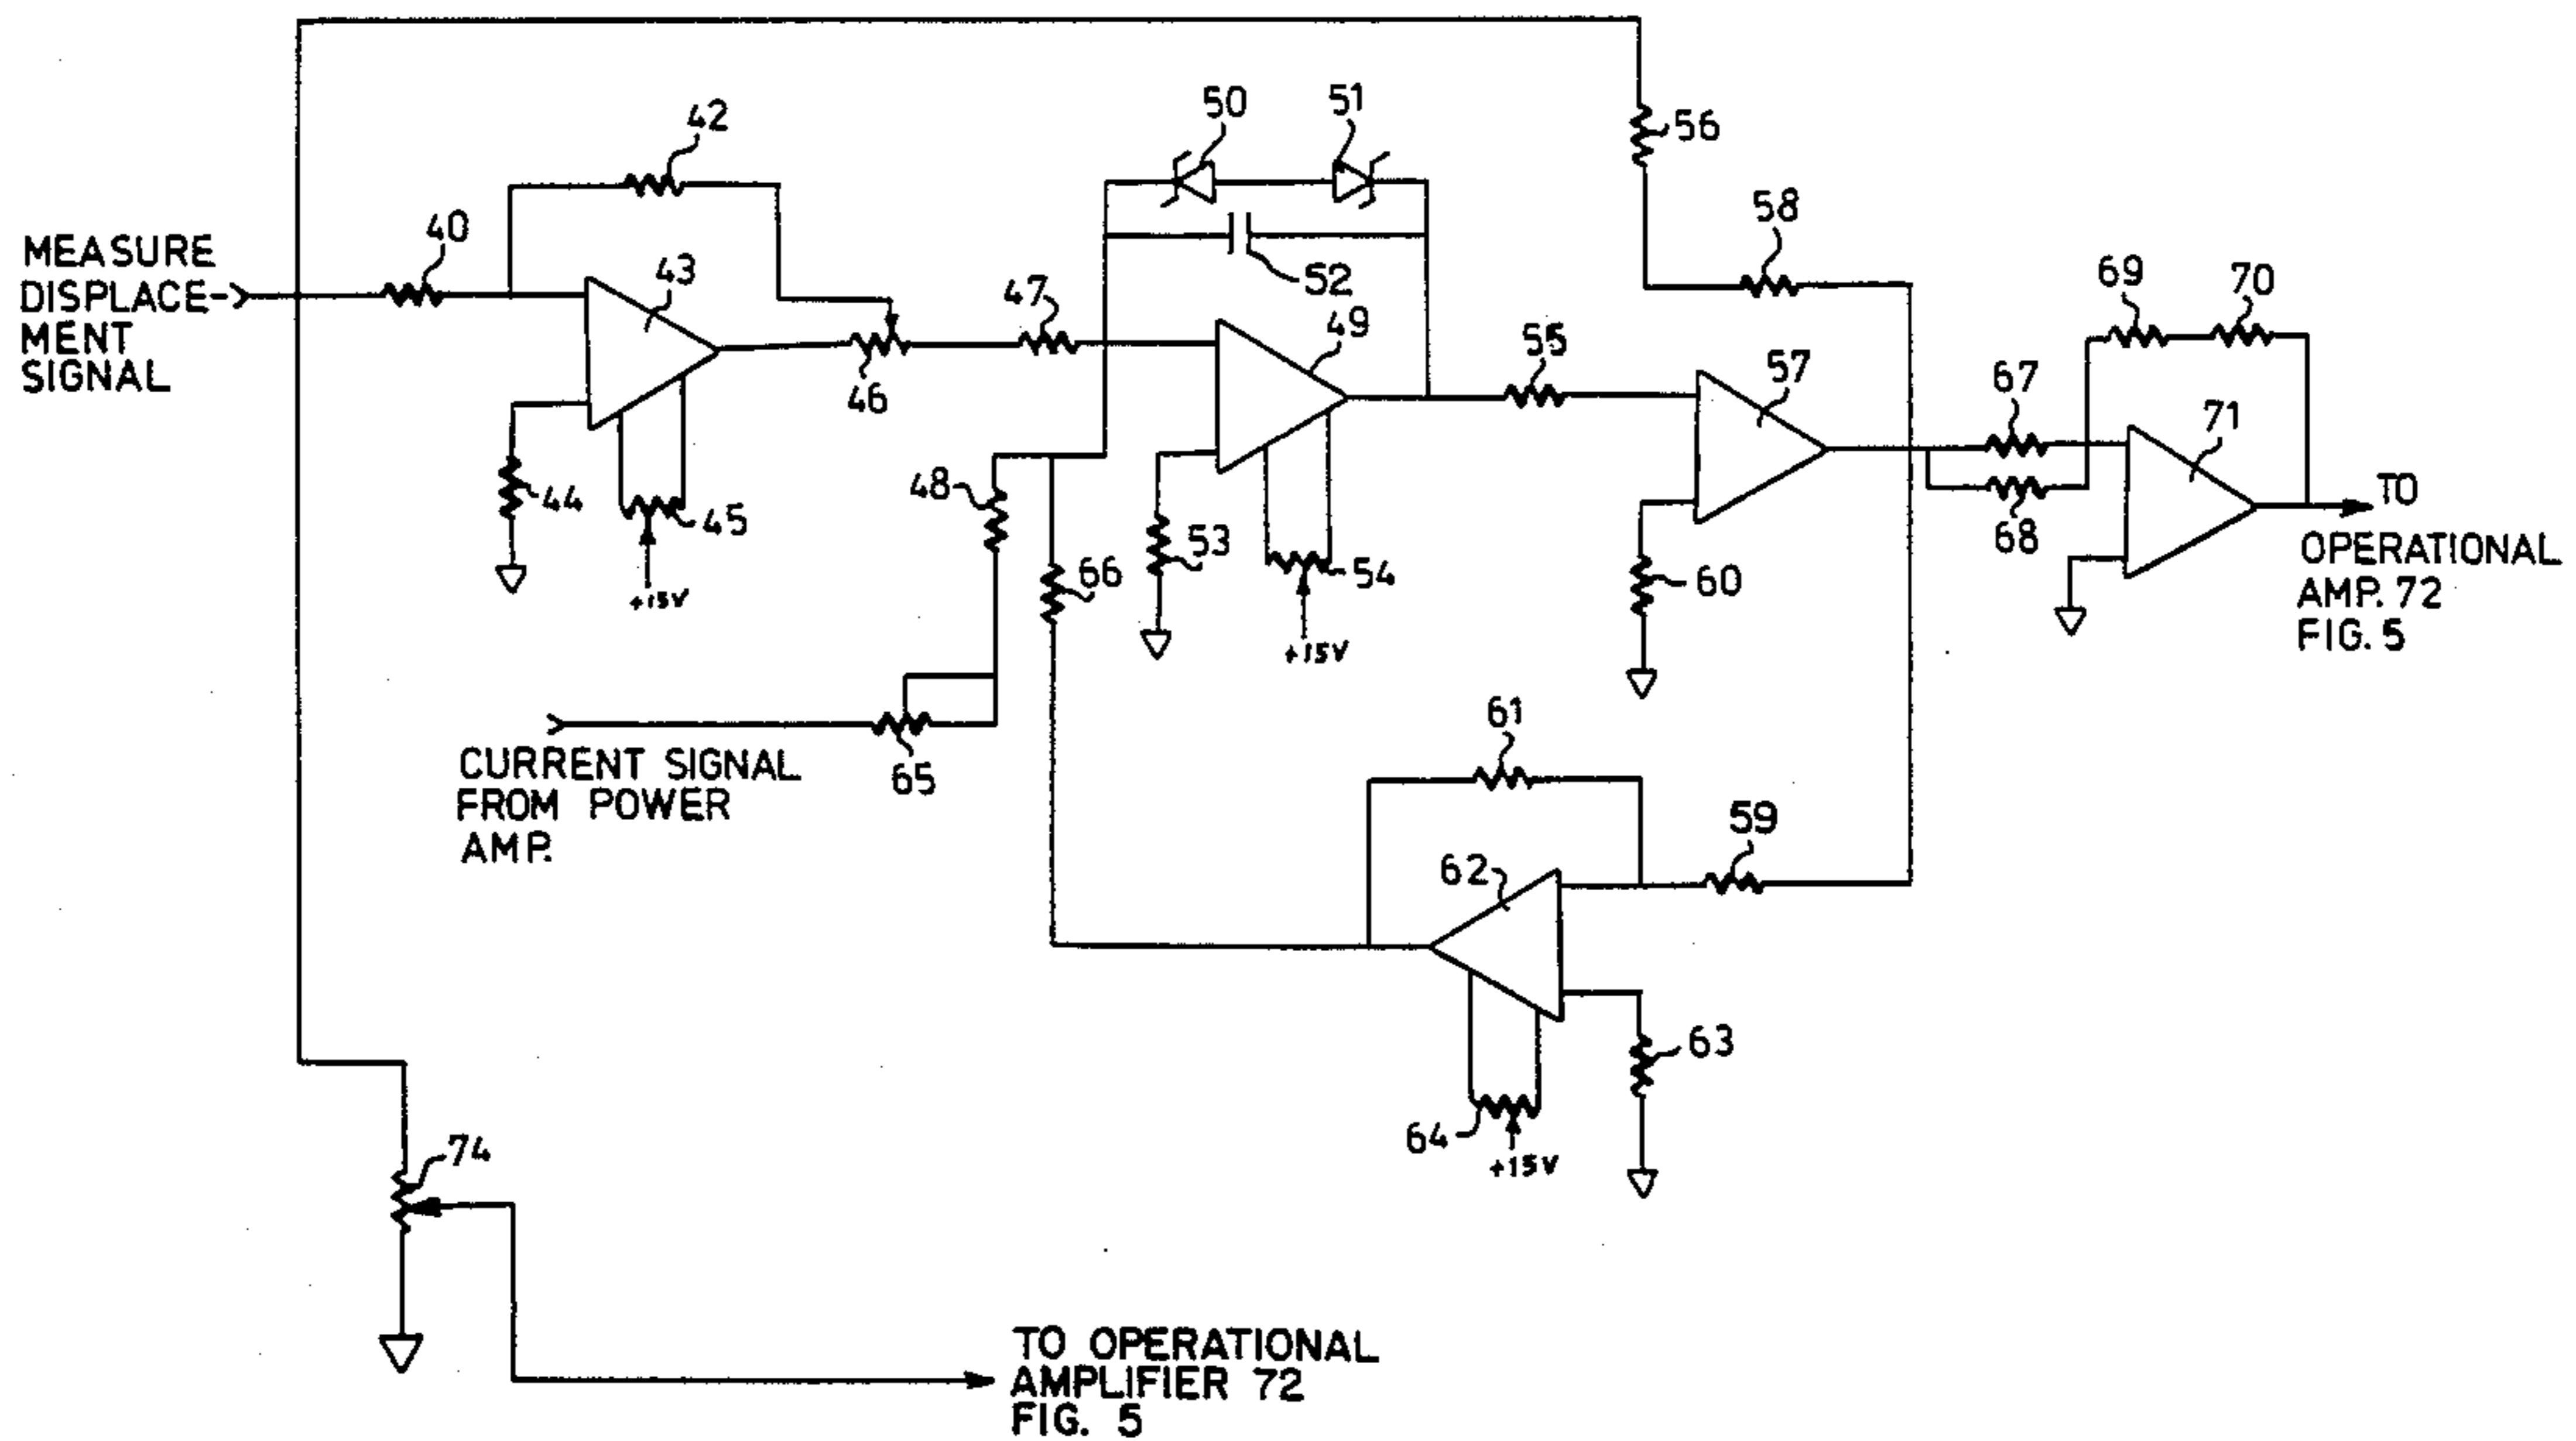 42
50
51
56
40
43
58
MEASURE
DISPLACE-
MENT
SIGNAL
47
52
49
69
70
46
55
57
67
71
44
45
48
66
53
54
60
68
+15V
+15V
TO
OPERATIONAL
AMP. 72
FIG. 5
CURRENT SIGNAL
FROM POWER
AMP.
65
61
62
59
63
64
+15V
74
TO OPERATIONAL
AMPLIFIER 72
FIG. 5